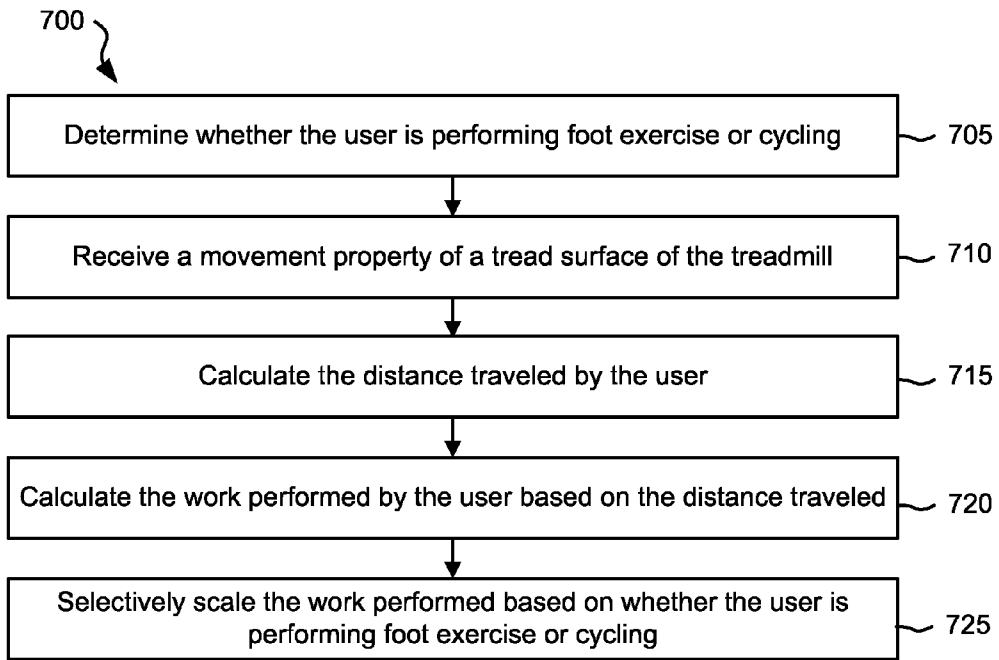 700
Determine whether the user is performing foot exercise or cycling
705
Receive a movement property of a tread surface of the treadmill
710
Calculate the distance traveled by the user
715
Calculate the work performed by the user based on the distance traveled
720
Selectively scale the work performed based on whether the user is
performing foot exercise or cycling
725